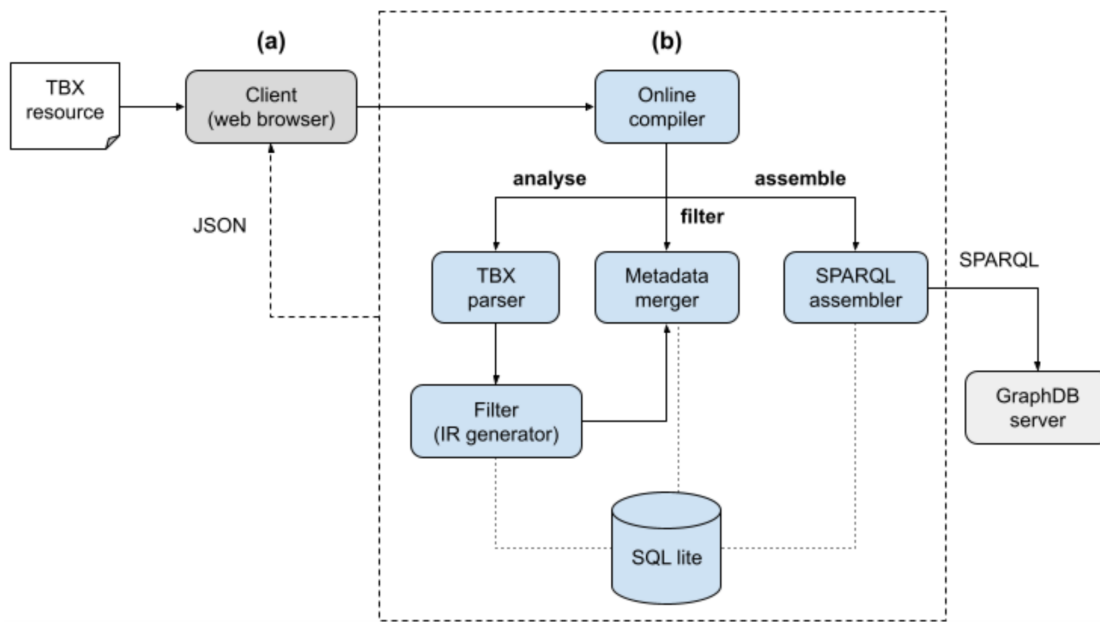 (a)
(b)
TBX
resource
Client
(web browser)
Online
compiler
analyse
assemble
filter
JSON
TBX
parser
Metadata
merger
SPARQL
assembler
SPARQL
Filter
(IR generator)
GraphDB
server
SQL lite